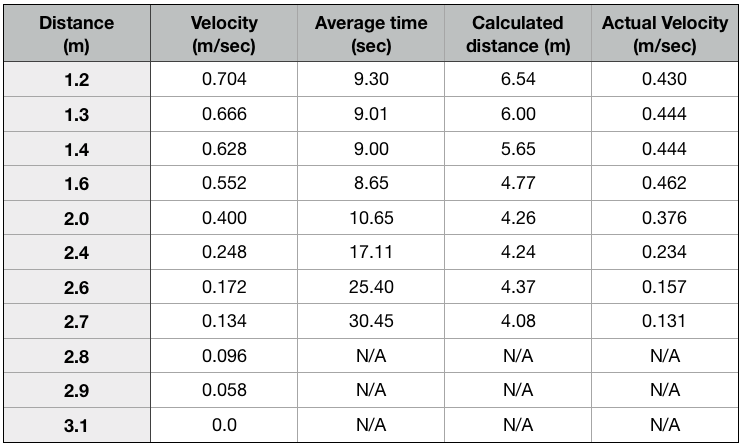 Distance (m) Velocity (m/sec) Average time (sec) Calculated distance (m) Actual Velocity (m/sec)
1.2 0.704 9.30 6.54 0.430
1.3 0.666 9.01 6.00 0.444
1.4 0.628 9.00 5.65 0.444
1.6 0.552 8.65 4.77 0.462
2.0 0.400 10.65 4.26 0.376
2.4 0.248 17.11 4.24 0.234
2.6 0.172 25.40 4.37 0.157
2.7 0.134 30.45 4.08 0.131
2.8 0.096 N/A N/A N/A
2.9 0.058 N/A N/A N/A
3.1 0.0 N/A N/A N/A